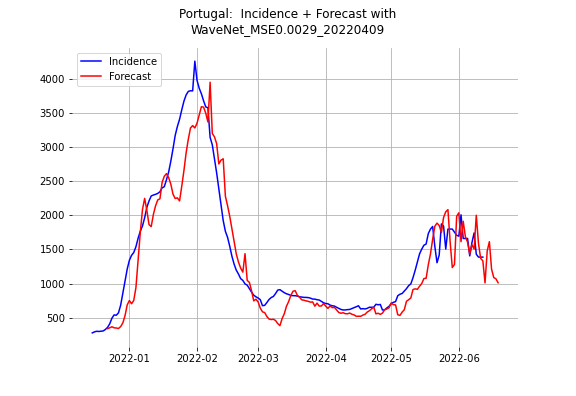 Portugal:  Incidence + Forecast with
WaveNet_MSE0.0029_20220409
Incidence
Forecast
4000
3500
3000
2500
2000
1500
1000
500
2022-01 2022-02 2022-03 2022-04 2022-05 2022-06